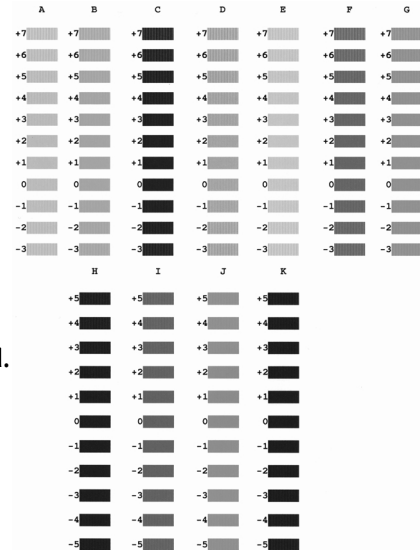 A B C D E F G
+7 +7 +7 +7 +7 +7 +7
+6 +6 +6 +6 +6 +6 +6
+5 +5 +5 +5 +5 +5 +5
+4 +4 +4 +4 +4 +4 +4
+3 +3 +3 +3 +3 +3 +3
+2 +2 +2 +2 +2 +2 +2
+1 +1 +1 +1 +1 +1 +1
0 0 0 0 0 0 0
-1 -1 -1 -1 -1 -1 -1
-2 -2 -2 -2 -2 -2 -2
-3 -3 -3 -3 -3 -3 -3
H I J K
+5 +5 +5 +5
+4 +4 +4 +4
+3 +3 +3 +3
+2 +2 +2 +2
+1 +1 +1 +1
0 0 0 0
-1 -1 -1 -1
-2 -2 -2 -2
-3 -3 -3 -3
-4 -4 -4 -4
-5 -5 -5 -5